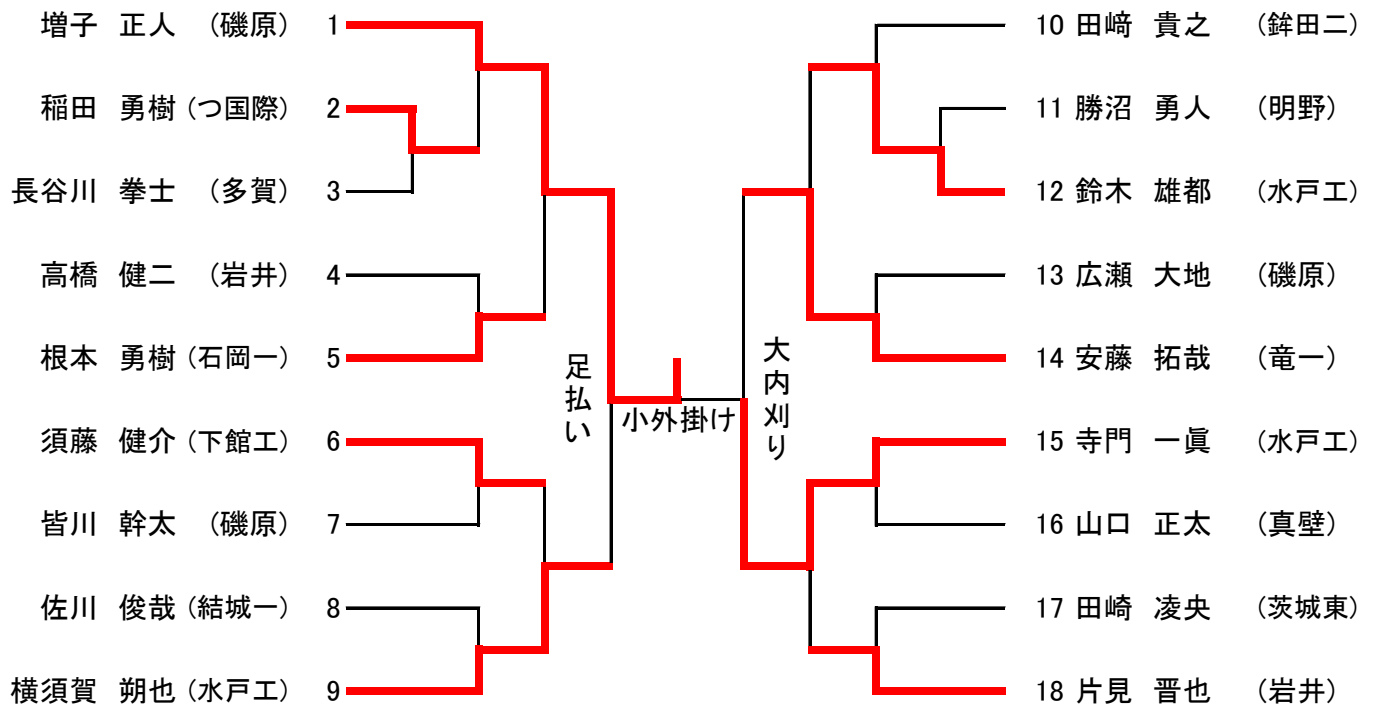 増子 正人 (磯原) 1
稲田 勇樹 (つ国際) 2
長谷川 拳士 (多賀) 3
高橋 健二 (岩井) 4
根本 勇樹 (石岡一) 5
須藤 健介 (下館工) 6
皆川 幹太 (磯原) 7
佐川 俊哉 (結城一) 8
横須賀 朔也 (水戸工) 9
足払い
小外掛け
大内刈り
10 田﨑 貴之 (鉾田二)
11 勝沼 勇人 (明野)
12 鈴木 雄都 (水戸工)
13 広瀬 大地 (磯原)
14 安藤 拓哉 (竜一)
15 寺門 一眞 (水戸工)
16 山口 正太 (真壁)
17 田崎 凌央 (茨城東)
18 片見 晋也 (岩井)